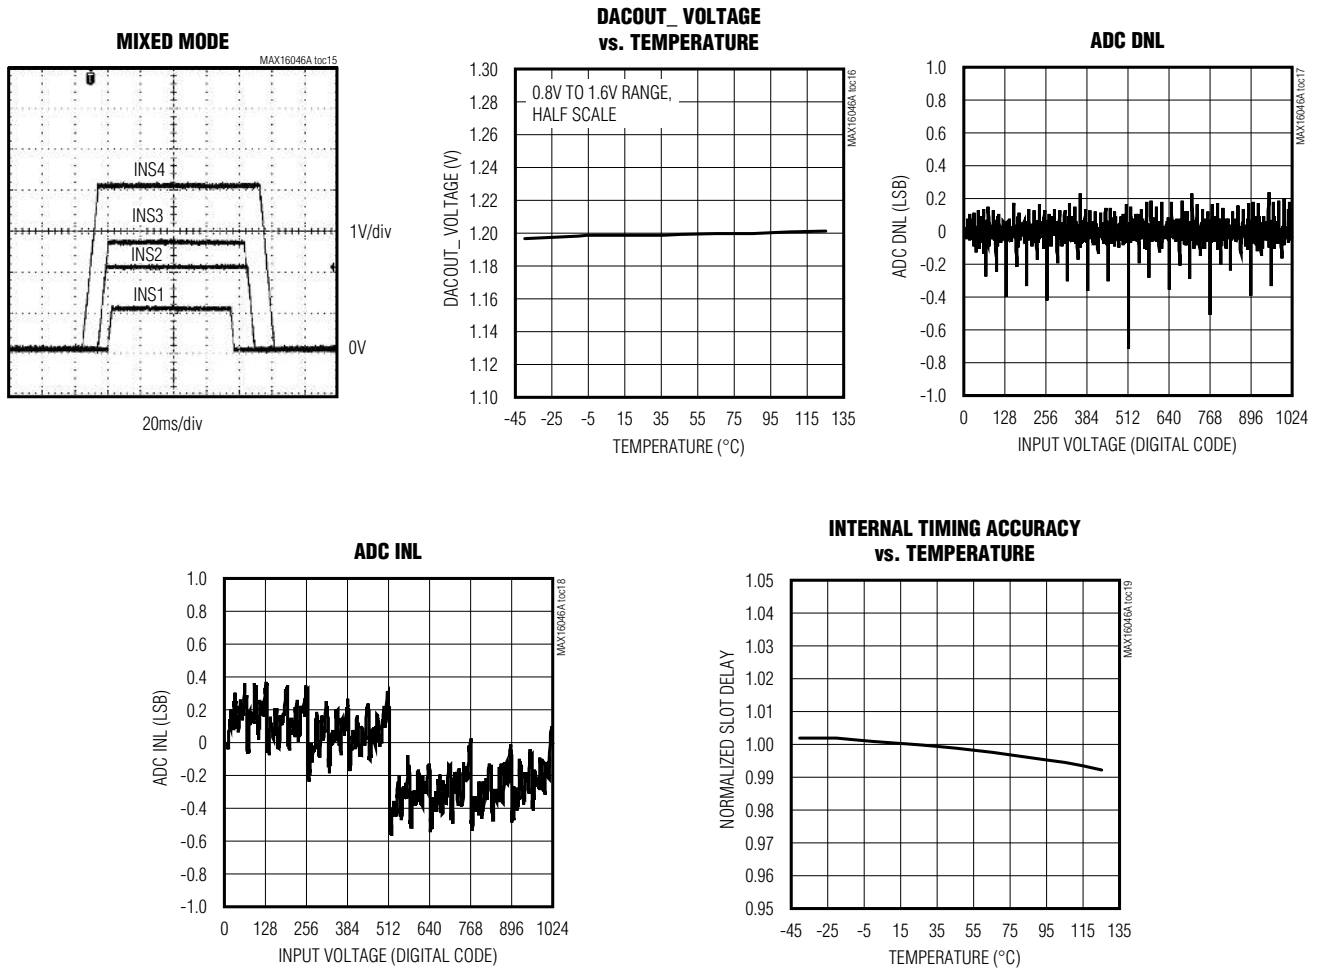 MIXED MODE
MAX16046A toc15
T
INS4
INS3
INS2
INS1
1V/div
0V
20ms/div
DACOUT_ VOLTAGE
vs. TEMPERATURE
MAX16046A toc16
0.8V TO 1.6V RANGE,
HALF SCALE
DACOUT_ VOLTAGE (V)
1.30
1.28
1.26
1.24
1.22
1.20
1.18
1.16
1.14
1.12
1.10
-45 -25 -5 15 35 55 75 95 115 135
TEMPERATURE (°C)
ADC DNL
MAX16046A toc17
ADC DNL (LSB)
1.0
0.8
0.6
0.4
0.2
0
-0.2
-0.4
-0.6
-0.8
-1.0
0 128 256 384 512 640 768 896 1024
INPUT VOLTAGE (DIGITAL CODE)
ADC INL
MAX16046A toc18
ADC INL (LSB)
1.0
0.8
0.6
0.4
0.2
0
-0.2
-0.4
-0.6
-0.8
-1.0
0 128 256 384 512 640 768 896 1024
INPUT VOLTAGE (DIGITAL CODE)
INTERNAL TIMING ACCURACY
vs. TEMPERATURE
MAX16046A toc19
NORMALIZED SLOT DELAY
1.05
1.04
1.03
1.02
1.01
1.00
0.99
0.98
0.97
0.96
0.95
-45 -25 -5 15 35 55 75 95 115 135
TEMPERATURE (°C)